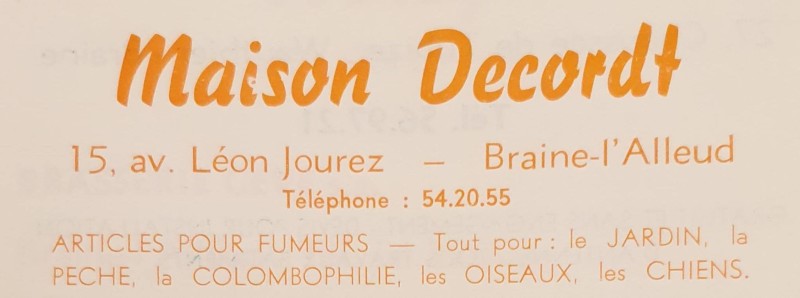 Maison Decordt
15, av. Léon Jourez — Braine-l'Alleud
Téléphone : 54.20.55
ARTICLES POUR FUMEURS — Tout pour : le JARDIN, la
PECHE, la COLOMBOPHILIE, les OISEAUX, les CHIENS.